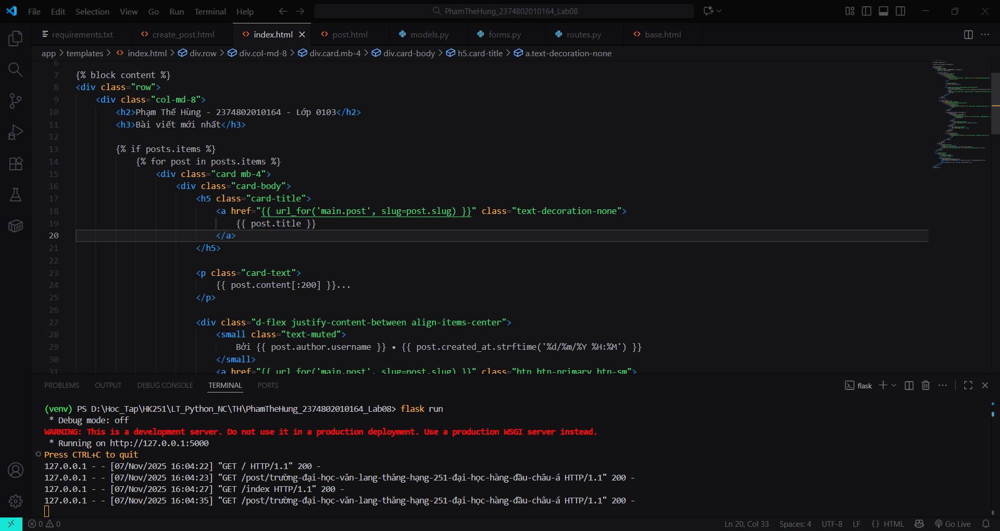 File Edit Selection View Go Run Terminal Help PhamTheHung_2374802010164_Lab08
requirements.txt create_post.html index.html post.html models.py forms.py routes.py base.html
app > templates > index.html > div.row > div.col-md-8 > div.card.mb-4 > div.card-body > h5.card-title > a.text-decoration-none
6
7 {% block content %}
8 <div class="row">
9 <div class="col-md-8">
10 <h2>Phạm Thế Hùng - 2374802010164 - Lớp 0103</h2>
11 <h3>Bài viết mới nhất</h3>
12
13 {% if posts.items %}
14 {% for post in posts.items %}
15 <div class="card mb-4">
16 <div class="card-body">
17 <h5 class="card-title">
18 <a href="{{ url_for('main.post', slug=post.slug) }}" class="text-decoration-none">
19 {{ post.title }}
20 </a>
21 </h5>
22
23 <p class="card-text">
24 {{ post.content[:200] }}...
25 </p>
26
27 <div class="d-flex justify-content-between align-items-center">
28 <small class="text-muted">
29 Bởi {{ post.author.username }} • {{ post.created_at.strftime('%d/%m/%Y %H:%M') }}
30 </small>
31 <a href="{{ url_for('main.post', slug=post.slug) }}" class="btn btn-primary btn-sm">
PROBLEMS OUTPUT DEBUG CONSOLE TERMINAL PORTS flask
(venv) PS D:\Hoc_Tap\HK251\LT_Python_NC\TH\PhamTheHung_2374802010164_Lab08> flask run
* Debug mode: off
WARNING: This is a development server. Do not use it in a production deployment. Use a production WSGI server instead.
* Running on http://127.0.0.1:5000
Press CTRL+C to quit
127.0.0.1 - - [07/Nov/2025 16:04:22] "GET / HTTP/1.1" 200 -
127.0.0.1 - - [07/Nov/2025 16:04:23] "GET /post/trường-đại-học-văn-lang-thăng-hạng-251-đại-học-hàng-đầu-châu-á HTTP/1.1" 200 -
127.0.0.1 - - [07/Nov/2025 16:04:27] "GET /index HTTP/1.1" 200 -
127.0.0.1 - - [07/Nov/2025 16:04:35] "GET /post/trường-đại-học-văn-lang-thăng-hạng-251-đại-học-hàng-đầu-châu-á HTTP/1.1" 200 -
0 0 Ln 20, Col 33 Spaces: 4 UTF-8 LF {} HTML Go Live